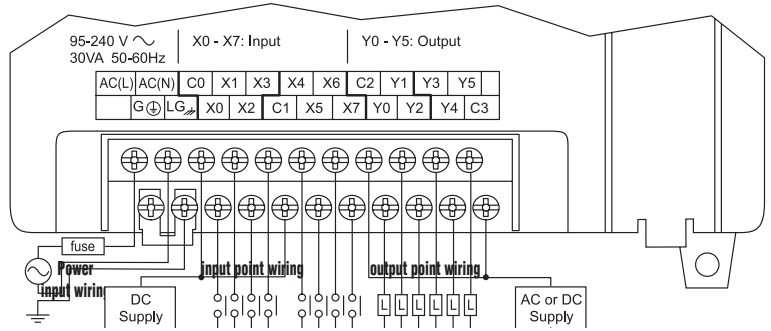 95-240 V ∿ X0 - X7: Input Y0 - Y5: Output
30VA 50-60Hz
AC(L) AC(N) C0 X1 X3 X4 X6 C2 Y1 Y3 Y5
G LG X0 X2 C1 X5 X7 Y0 Y2 Y4 C3
fuse
Power
input wiring
input point wiring
output point wiring
DC
Supply
L L L L L L
AC or DC
Supply